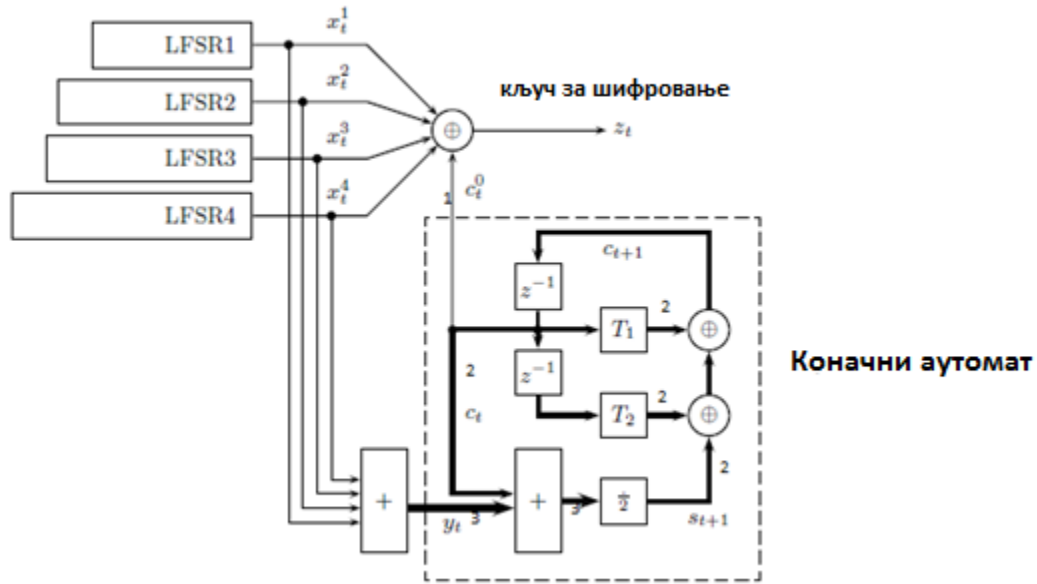 x_t^1
LFSR1
x_t^2
кључ за шифровање
LFSR2
⊕
z_t
x_t^3
LFSR3
x_t^4
1
c_t^0
LFSR4
c_{t+1}
z^{-1}
2
T_1
⊕
Коначни аутомат
2
z^{-1}
2
c_t
T_2
⊕
2
+
+
÷2
y_t
3
3
s_{t+1}